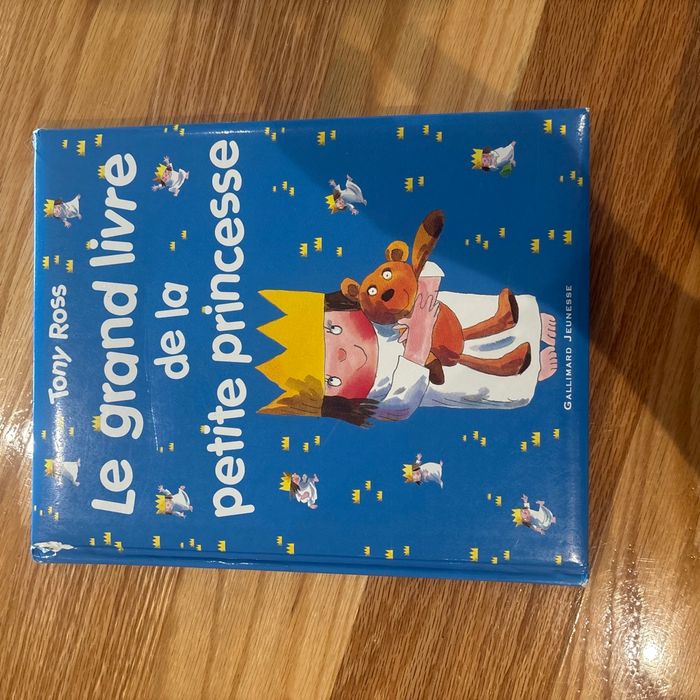 Tony Ross
Le grand livre
de la
petite princesse
Gallimard Jeunesse